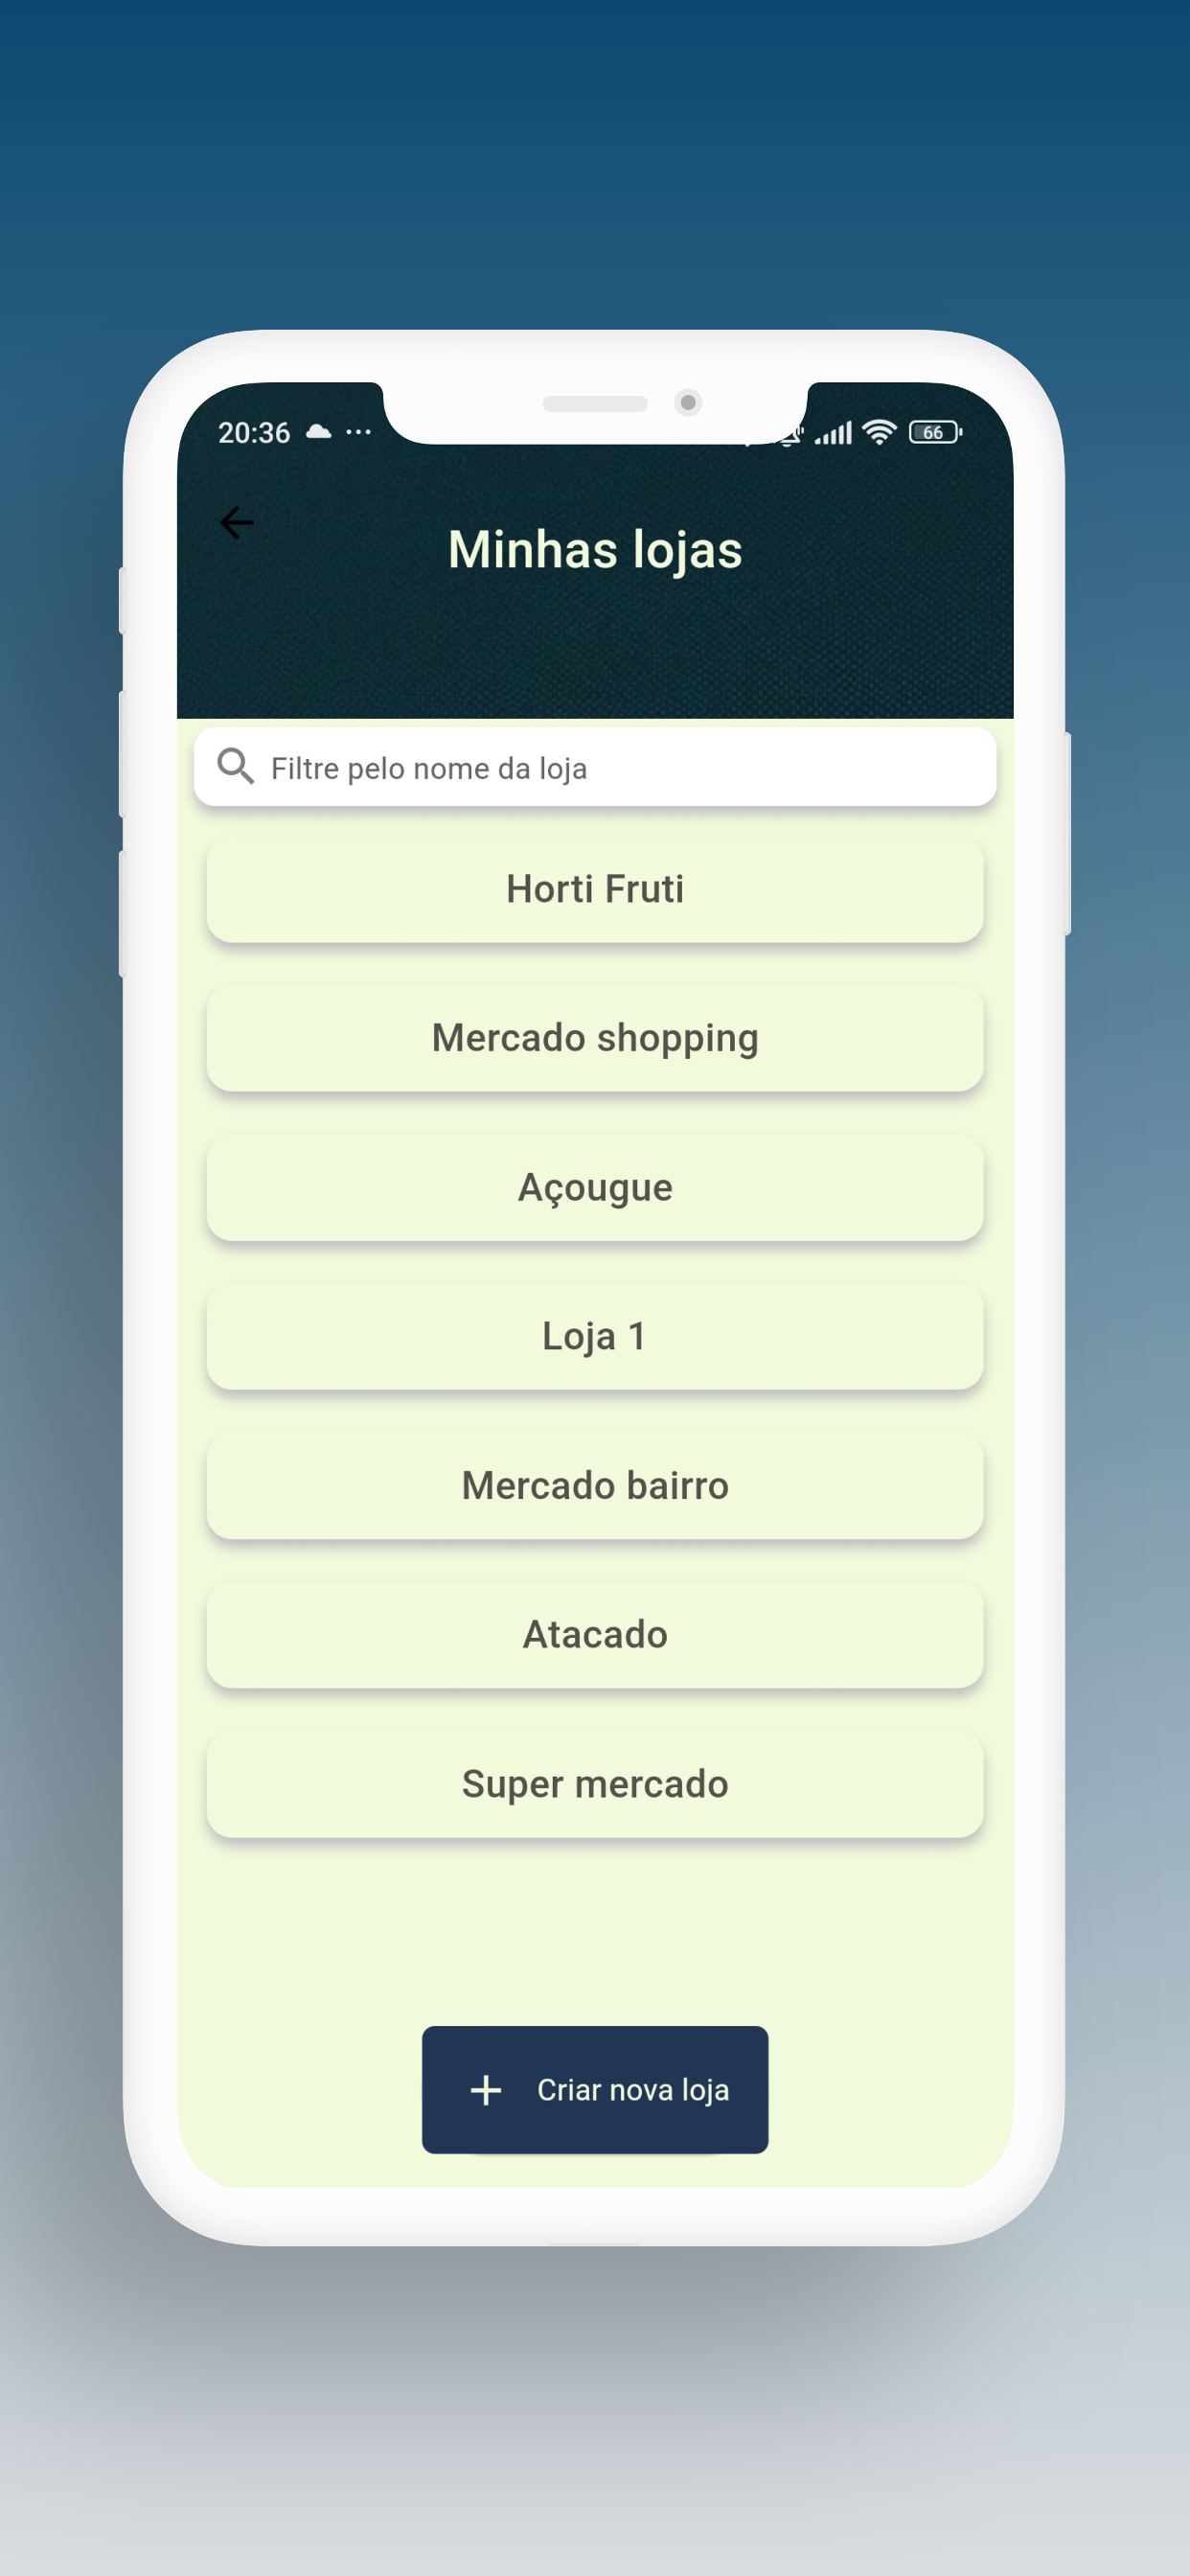 20:36
66
Minhas lojas
Filtre pelo nome da loja
Horti Fruti
Mercado shopping
Açougue
Loja 1
Mercado bairro
Atacado
Super mercado
Criar nova loja